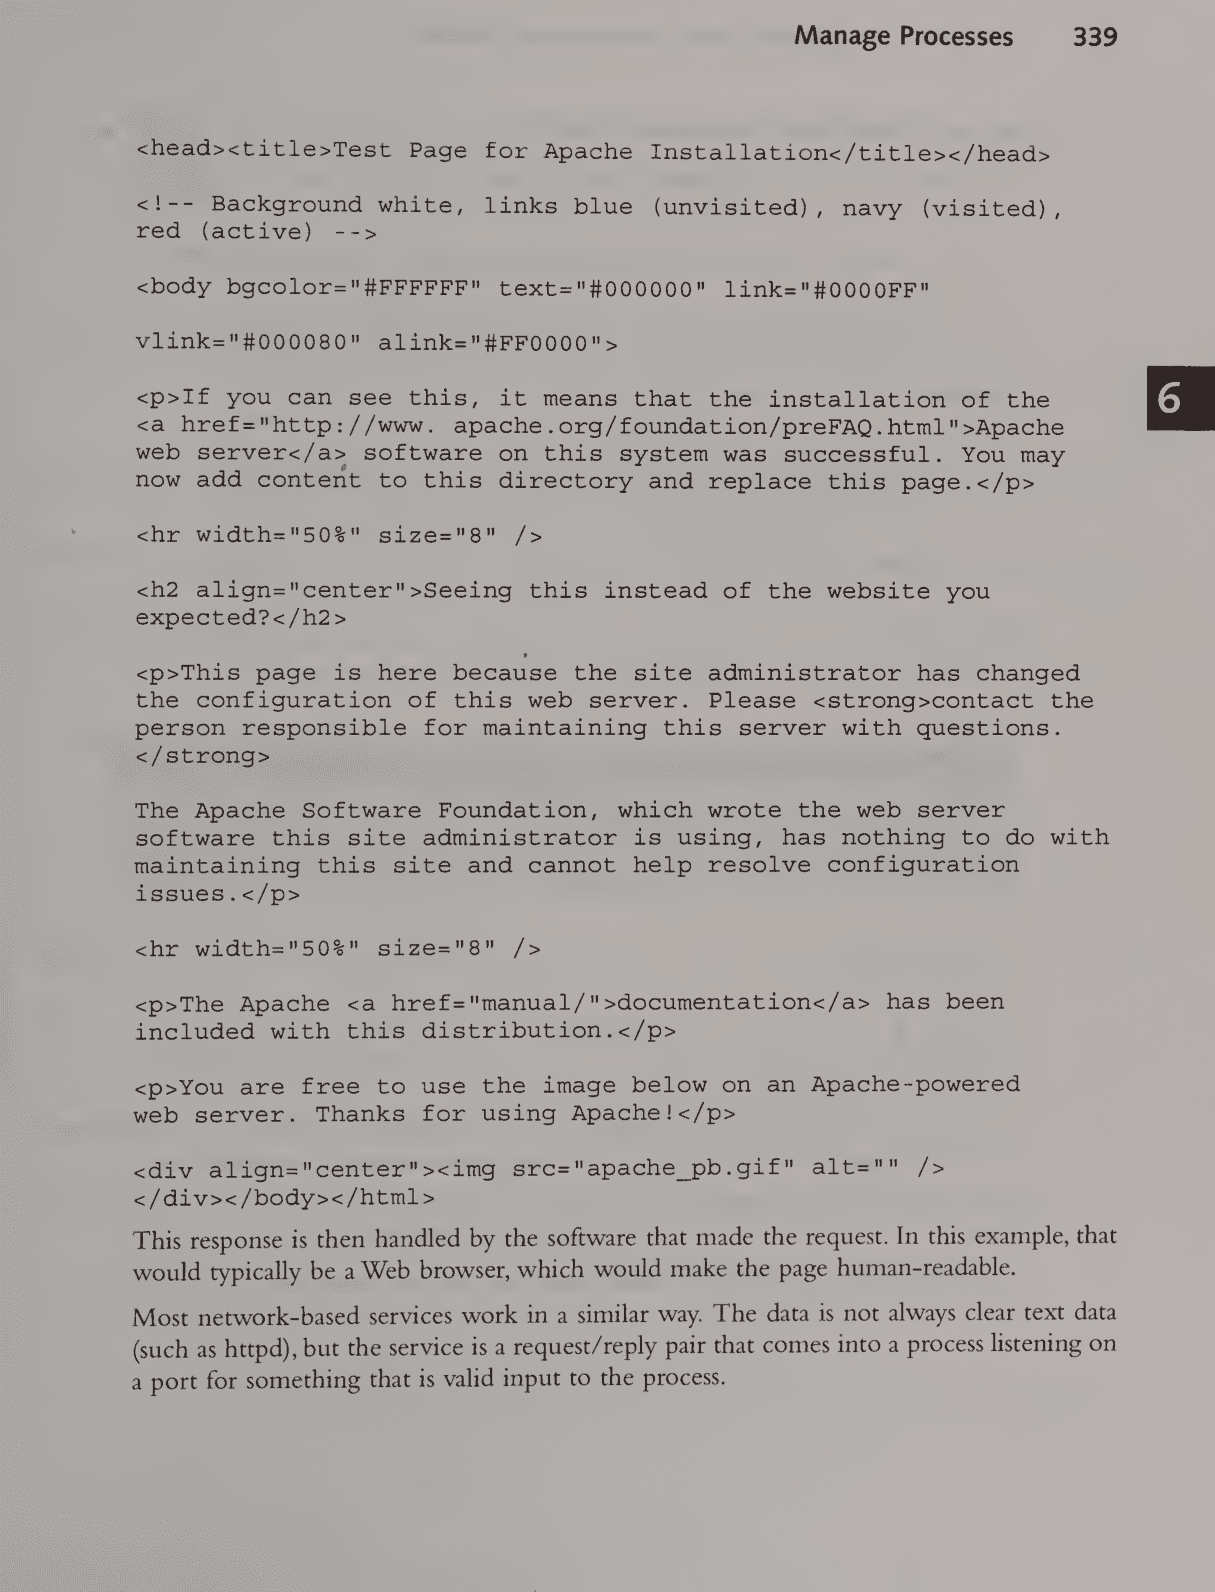 Manage Processes 339
<head><title>Test Page for Apache Installation</title></head>
<!-- Background white, links blue (unvisited), navy (visited),
red (active) -->
<body bgcolor="#FFFFFF" text="#000000" link="#0000FF"
vlink="#000080" alink="#FF0000">
6
<p>If you can see this, it means that the installation of the
<a href="http://www. apache.org/foundation/preFAQ.html">Apache
web server</a> software on this system was successful. You may
now add content to this directory and replace this page.</p>
<hr width="50%" size="8" />
<h2 align="center">Seeing this instead of the website you
expected?</h2>
<p>This page is here because the site administrator has changed
the configuration of this web server. Please <strong>contact the
person responsible for maintaining this server with questions.
</strong>
The Apache Software Foundation, which wrote the web server
software this site administrator is using, has nothing to do with
maintaining this site and cannot help resolve configuration
issues.</p>
<hr width="50%" size="8" />
<p>The Apache <a href="manual/">documentation</a> has been
included with this distribution.</p>
<p>You are free to use the image below on an Apache-powered
web server. Thanks for using Apache!</p>
<div align="center"><img src="apache_pb.gif" alt="" />
</div></body></html>
This response is then handled by the software that made the request. In this example, that
would typically be a Web browser, which would make the page human-readable.
Most network-based services work in a similar way. The data is not always clear text data
(such as httpd), but the service is a request/reply pair that comes into a process listening on
a port for something that is valid input to the process.